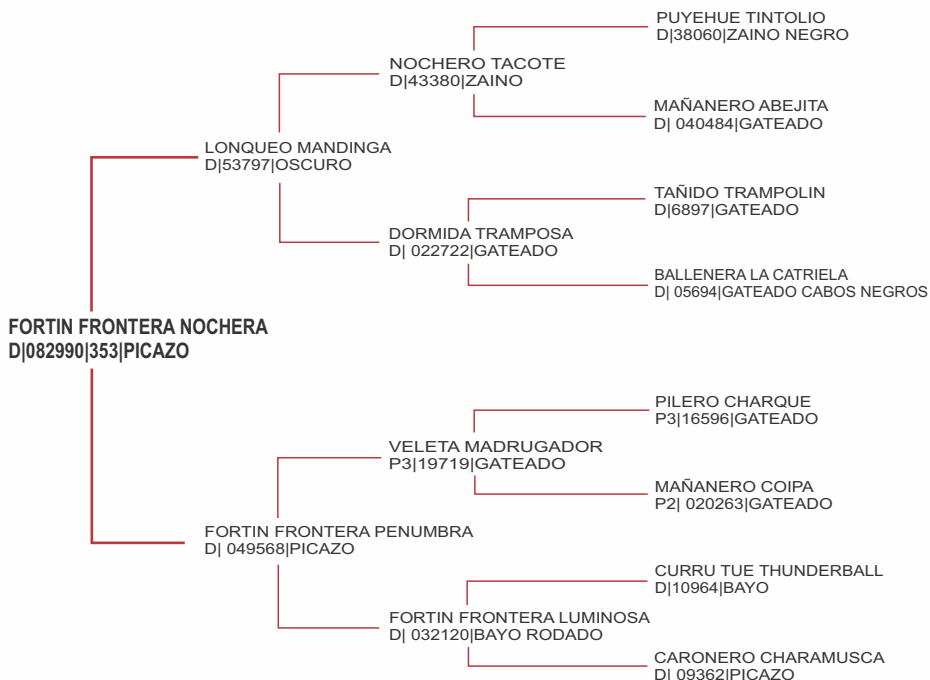 PUYEHUE TINTOLIO
D|38060|ZAINO NEGRO
NOCHERO TACOTE
D|43380|ZAINO
MAÑANERO ABEJITA
D| 040484|GATEADO
LONQUEO MANDINGA
D|53797|OSCURO
TAÑIDO TRAMPOLIN
D|6897|GATEADO
DORMIDA TRAMPOSA
D| 022722|GATEADO
BALLENERA LA CATRIELA
D| 05694|GATEADO CABOS NEGROS
FORTIN FRONTERA NOCHERA
D|082990|353|PICAZO
PILERO CHARQUE
P3|16596|GATEADO
VELETA MADRUGADOR
P3|19719|GATEADO
MAÑANERO COIPA
P2| 020263|GATEADO
FORTIN FRONTERA PENUMBRA
D| 049568|PICAZO
CURRU TUE THUNDERBALL
D|10964|BAYO
FORTIN FRONTERA LUMINOSA
D| 032120|BAYO RODADO
CARONERO CHARAMUSCA
D| 09362|PICAZO